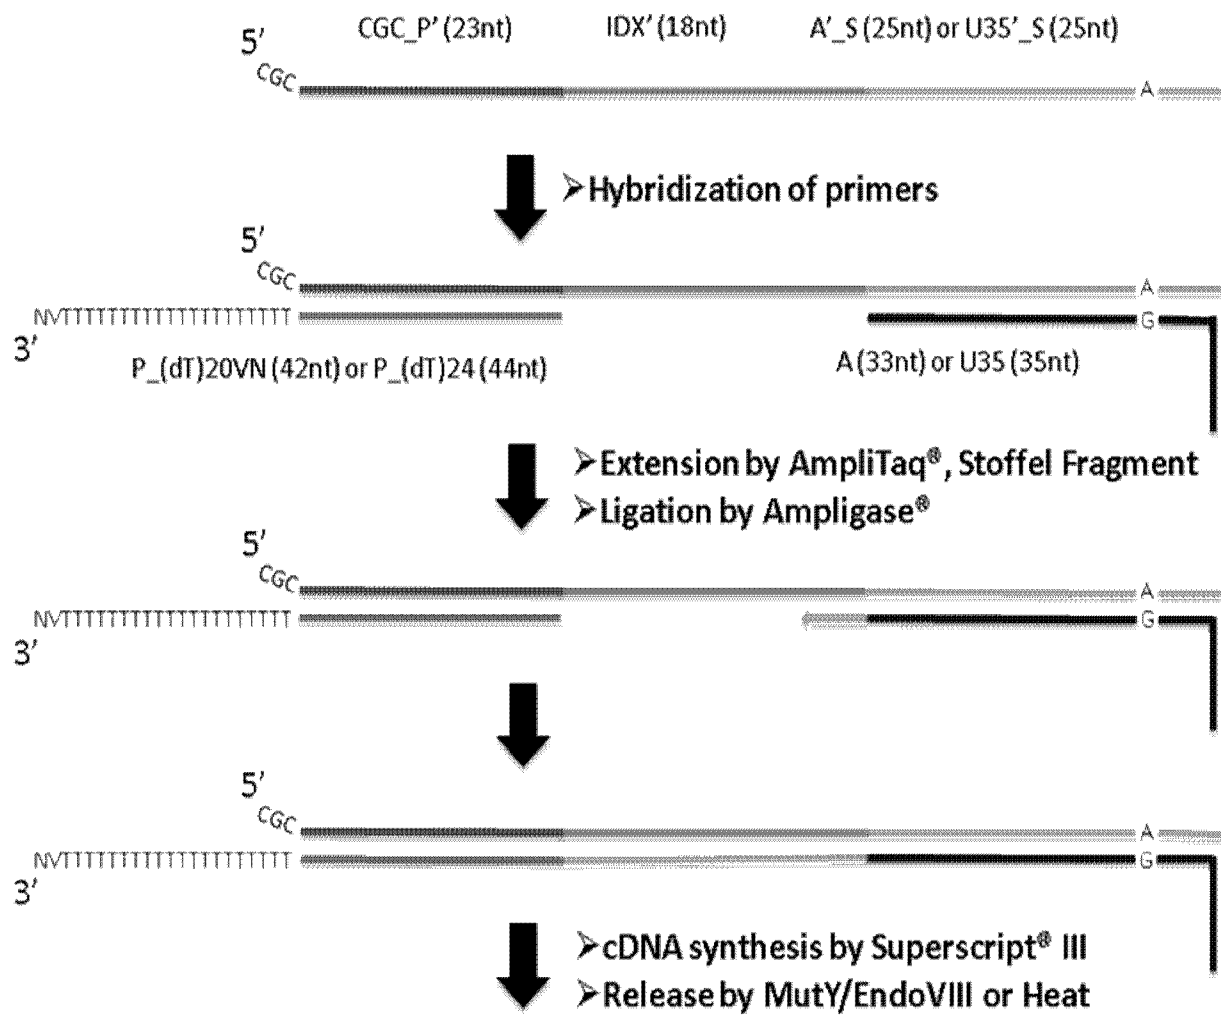 CGC_P' (23nt) IDX' (18nt) A'_S (25nt) or U35'_S (25nt)
5'
CGC A
➢Hybridization of primers
5'
CGC A
NVTTTTTTTTTTTTTTTTTTTT G
3'
P_(dT)20VN (42nt) or P_(dT)24 (44nt) A (33nt) or U35 (35nt)
➢Extension by AmpliTaq®, Stoffel Fragment
➢Ligation by Ampligase®
5'
CGC A
NVTTTTTTTTTTTTTTTTTTTT G
3'
5'
CGC A
NVTTTTTTTTTTTTTTTTTTTT G
3'
➢cDNA synthesis by Superscript® III
➢Release by MutY/EndoVIII or Heat